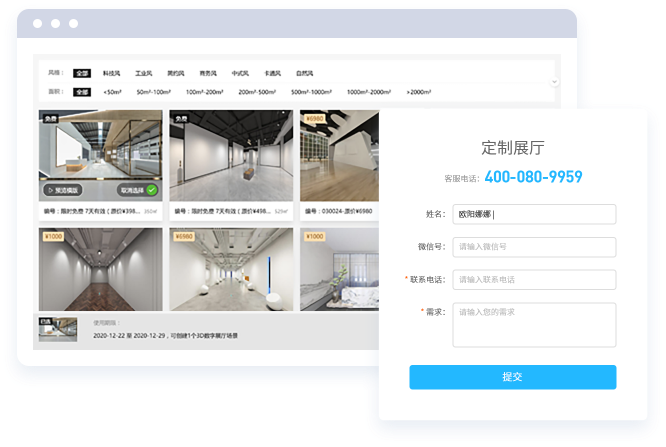 风格： 全部 科技风 工业风 简约风 商务风 中式风 卡通风 自然风
面积： 全部 <50m² 50m²-100m² 100m²-200m² 200m²-500m² 500m²-1000m² 1000m²-2000m² >2000m²
免费 免费 ¥6980
预览模版 取消选择
编号：限时免费 7天有效 ( 原价¥398... 350㎡ 编号：限时免费 7天有效 ( 原价¥498... 525㎡ 编号：030024-原价¥6980
¥1000 ¥6980 ¥1000
已选
使用期限：
2020-12-22 至 2020-12-29，可创建1个3D数字展厅场景
定制展厅
客服电话： 400-080-9959
姓名： 欧阳娜娜
微信号： 请输入微信号
* 联系电话： 请输入联系电话
* 需求： 请输入您的需求
提交